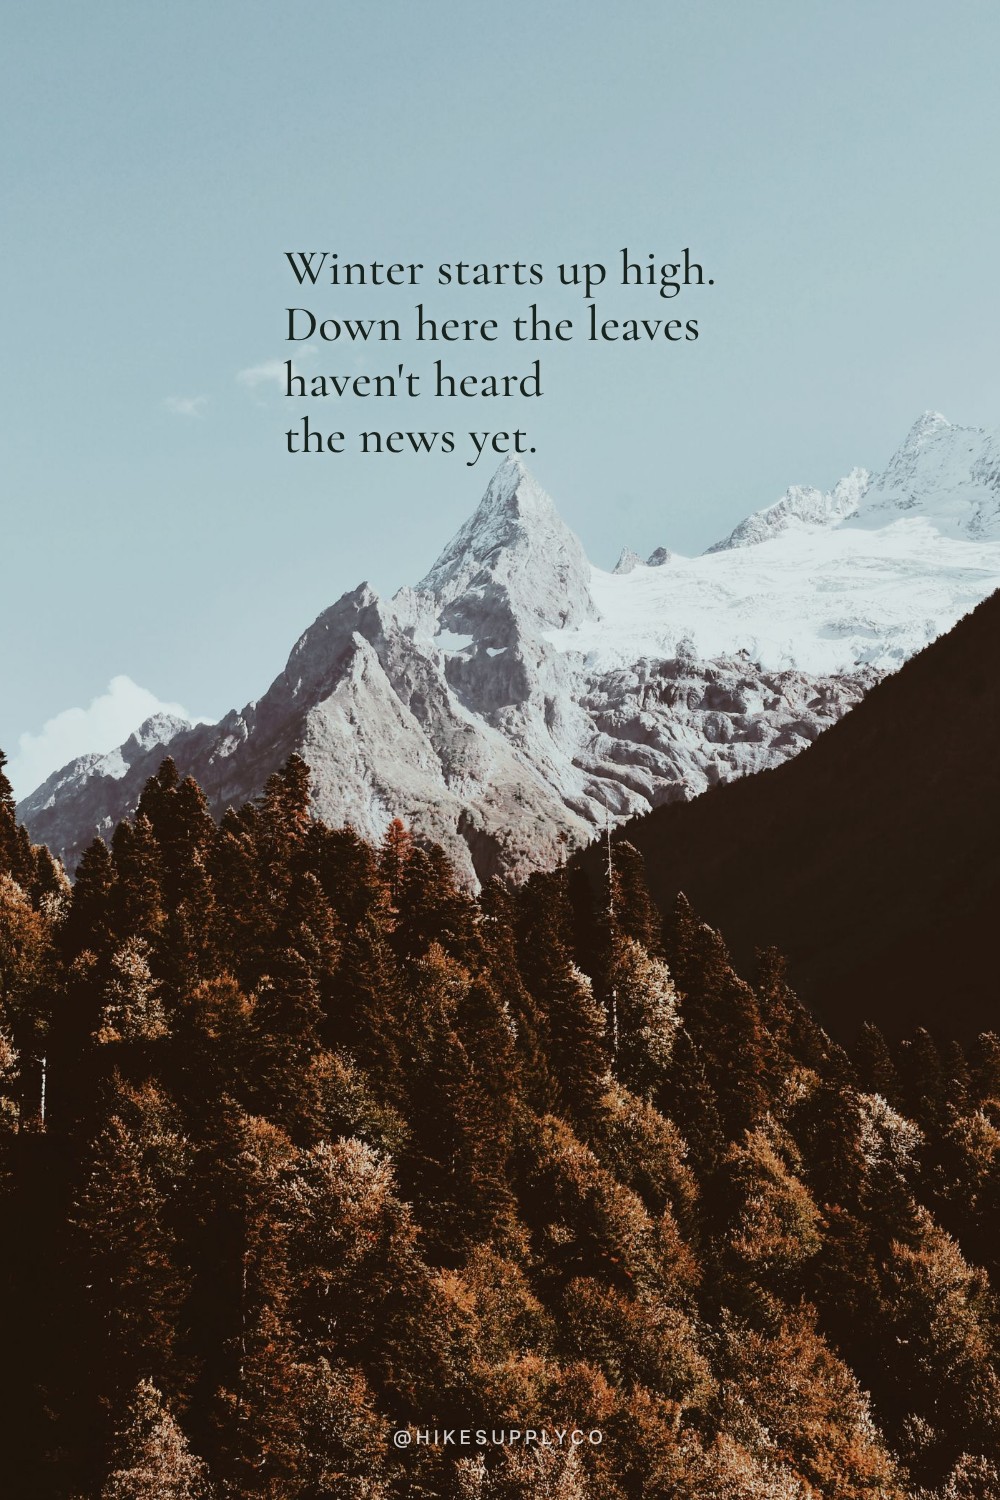 Winter starts up high.
Down here the leaves
haven't heard
the news yet.
@HIKESUPPLYCO